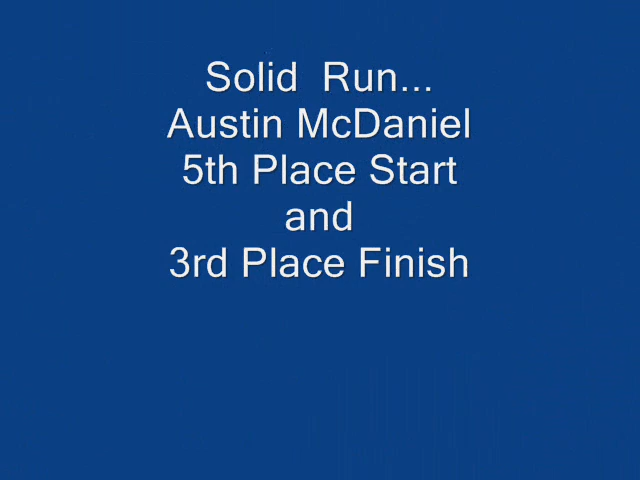 Solid  Run...
Austin McDaniel
5th Place Start
and
3rd Place Finish